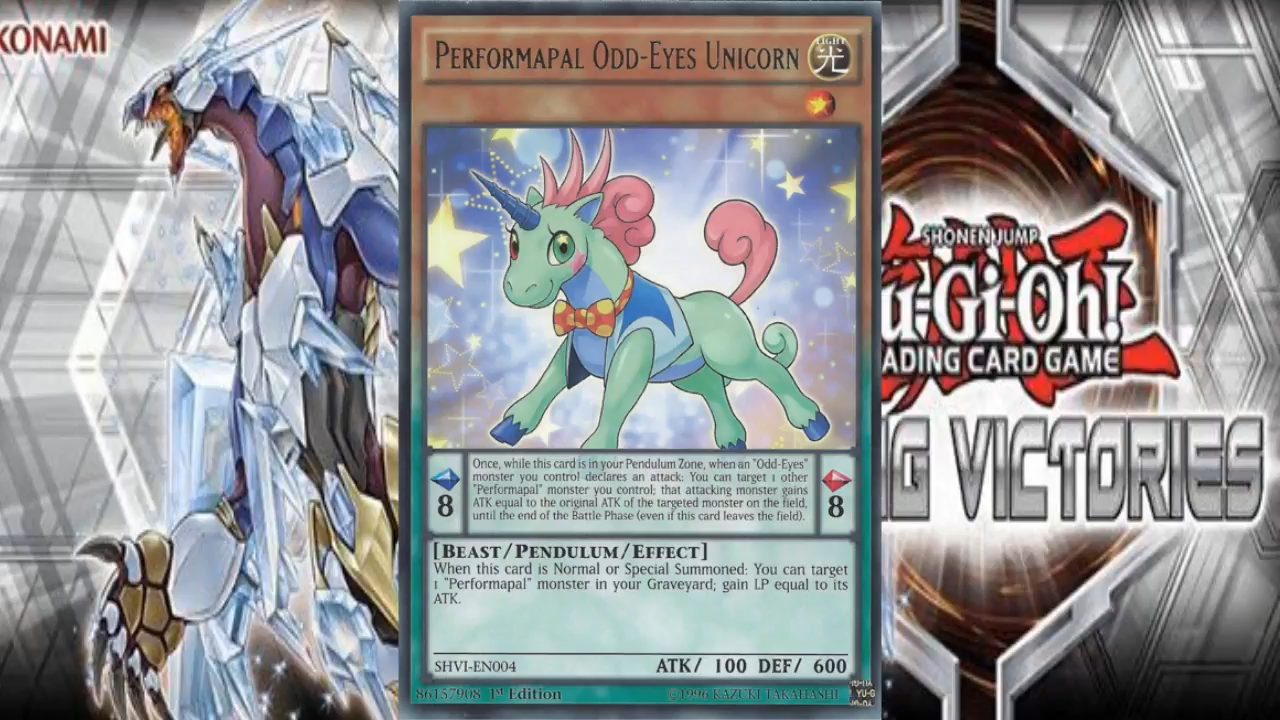 KONAMI
PERFORMAPAL ODD-EYES UNICORN
LIGHT
光
Once, while this card is in your Pendulum Zone, when an "Odd-Eyes"
monster you control declares an attack: You can target 1 other
"Performapal" monster you control; that attacking monster gains
ATK equal to the original ATK of the targeted monster on the field,
until the end of the Battle Phase (even if this card leaves the field).
8
8
[BEAST/PENDULUM/EFFECT]
When this card is Normal or Special Summoned: You can target
1 "Performapal" monster in your Graveyard; gain LP equal to its
ATK.
SHVI-EN004
ATK/ 100 DEF/ 600
86157908 1st Edition
©1996 KAZUKI TAKAHASHI
SHONEN JUMP
u-Gi-Oh!
ADING CARD GAME
G VICTORIES